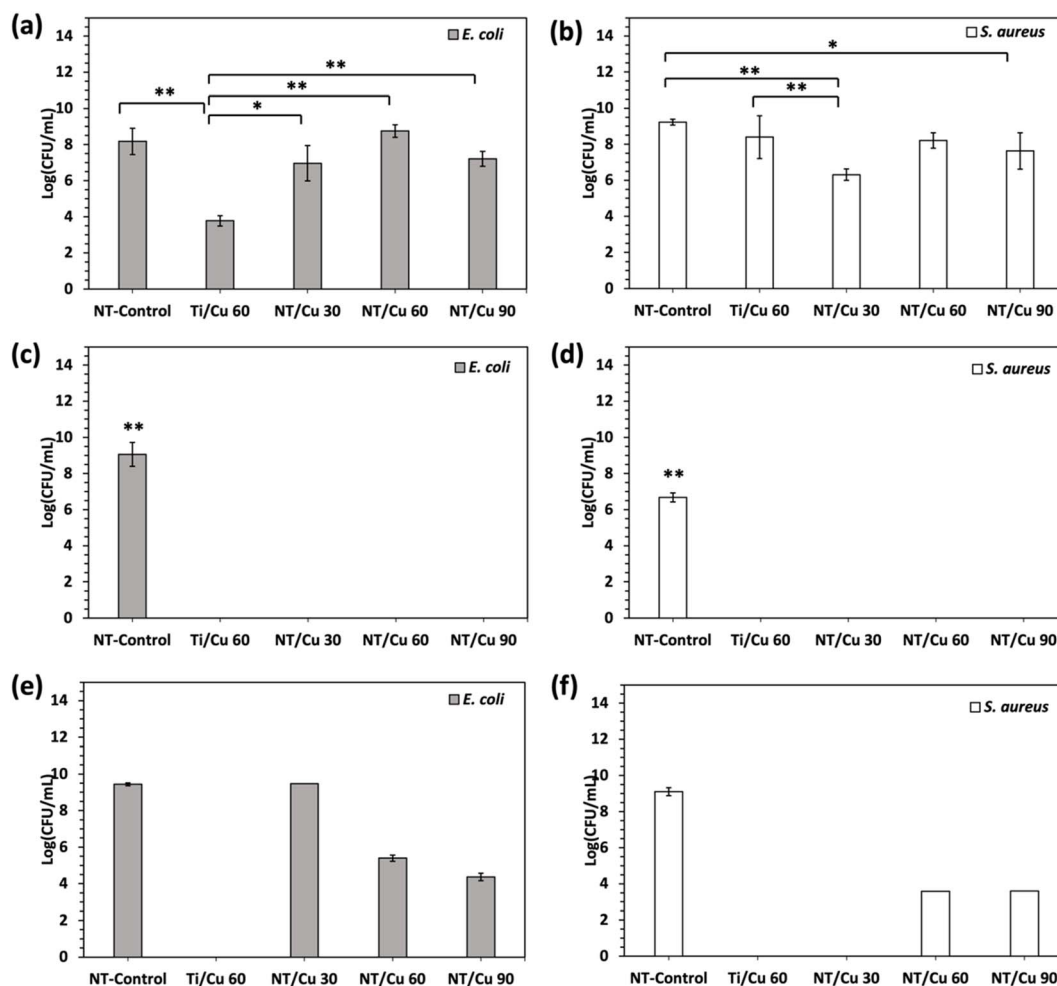 (a)
E. coli
14
12
10
8
6
4
2
0
Log(CFU/mL)
**
*
**
**
NT-Control Ti/Cu 60 NT/Cu 30 NT/Cu 60 NT/Cu 90
(b)
S. aureus
14
12
10
8
6
4
2
0
Log(CFU/mL)
*
**
**
NT-Control Ti/Cu 60 NT/Cu 30 NT/Cu 60 NT/Cu 90
(c)
E. coli
14
12
10
8
6
4
2
0
Log(CFU/mL)
**
NT-Control Ti/Cu 60 NT/Cu 30 NT/Cu 60 NT/Cu 90
(d)
S. aureus
14
12
10
8
6
4
2
0
Log(CFU/mL)
**
NT-Control Ti/Cu 60 NT/Cu 30 NT/Cu 60 NT/Cu 90
(e)
E. coli
14
12
10
8
6
4
2
0
Log(CFU/mL)
NT-Control Ti/Cu 60 NT/Cu 30 NT/Cu 60 NT/Cu 90
(f)
S. aureus
14
12
10
8
6
4
2
0
Log(CFU/mL)
NT-Control Ti/Cu 60 NT/Cu 30 NT/Cu 60 NT/Cu 90